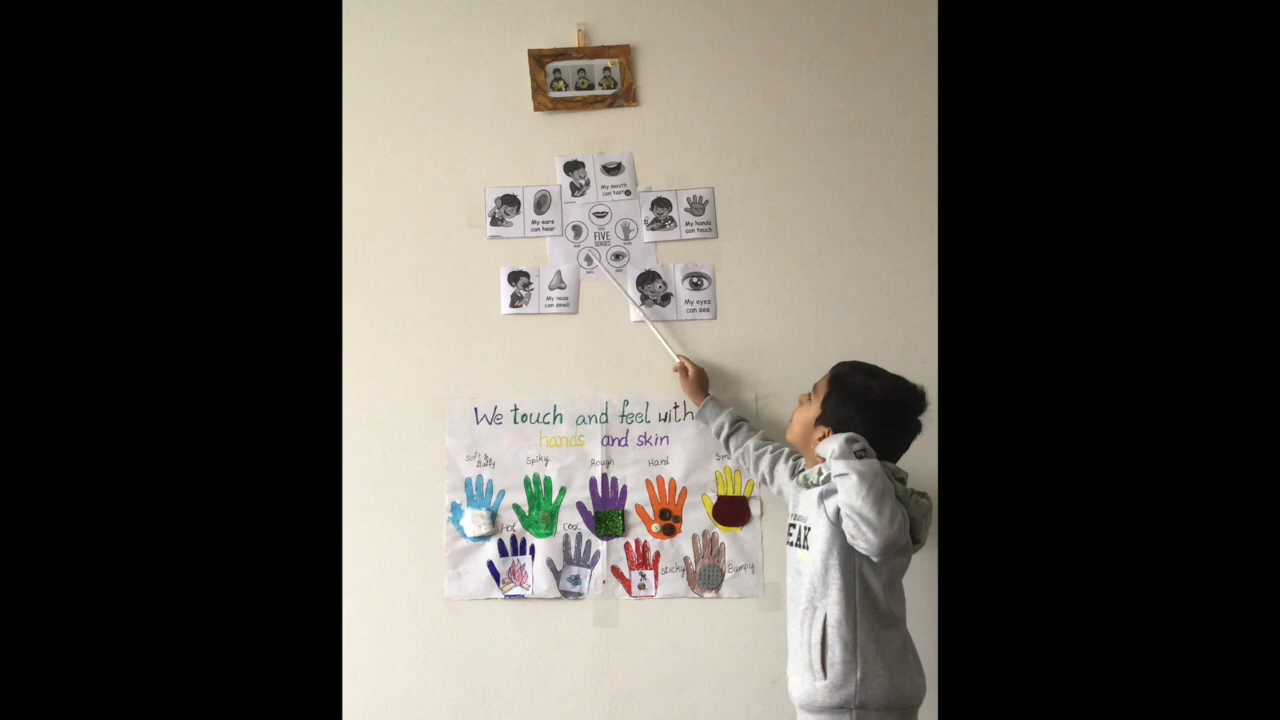 My mouth
can taste
My ears
can hear
My hands
can touch
FIVE
SENSES
My nose
can smell
My eyes
can see
We touch and feel with
hands and skin
Soft &
fluffy
Spiky
Rough
Hard
Hot
Cool
Sticky
Bumpy
EAK